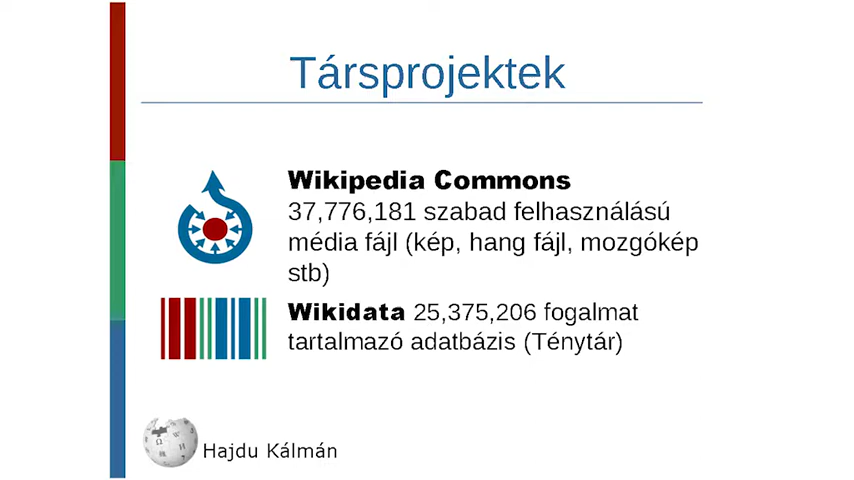 Társprojektek
Wikipedia Commons
37,776,181 szabad felhasználású
média fájl (kép, hang fájl, mozgókép
stb)
Wikidata 25,375,206 fogalmat
tartalmazó adatbázis (Ténytár)
Hajdu Kálmán